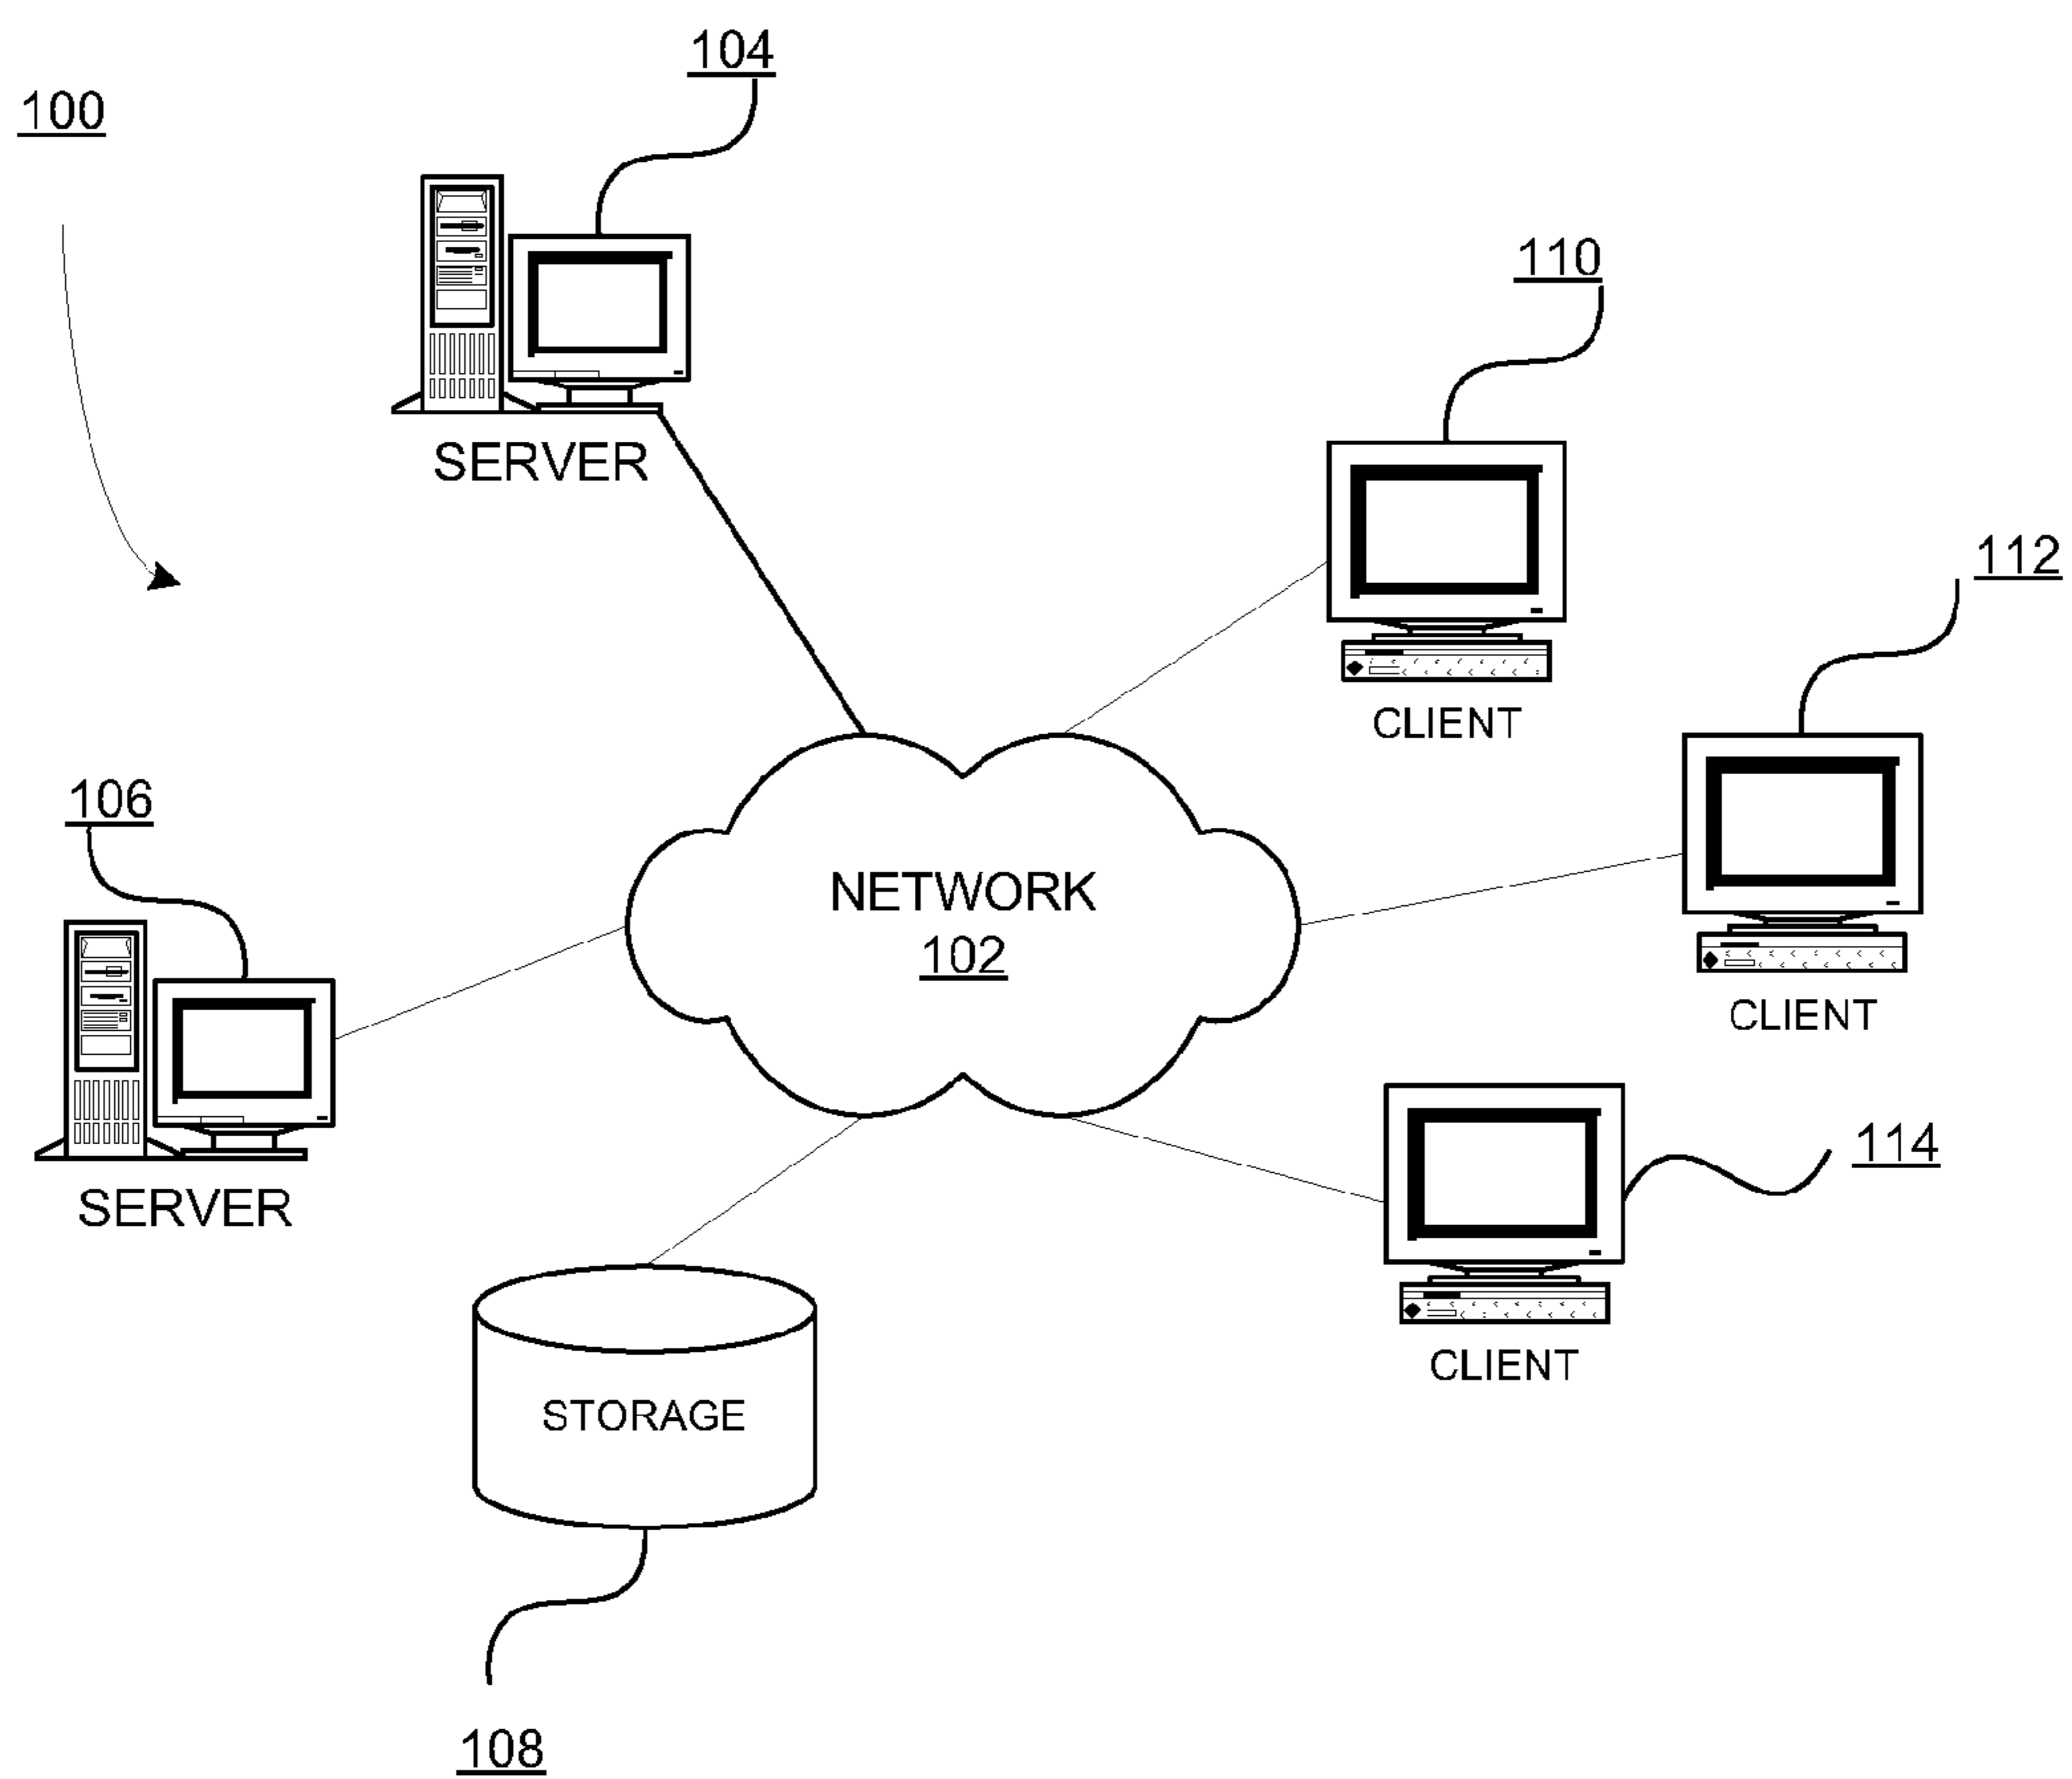 104
100
110
SERVER
112
CLIENT
106
NETWORK
102
CLIENT
114
SERVER
CLIENT
STORAGE
108